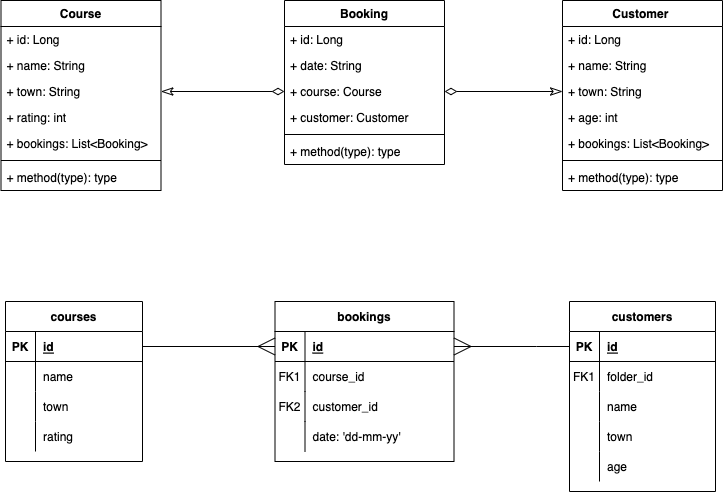 Course
+ id: Long
+ name: String
+ town: String
+ rating: int
+ bookings: List<Booking>
+ method(type): type
Booking
+ id: Long
+ date: String
+ course: Course
+ customer: Customer
+ method(type): type
Customer
+ id: Long
+ name: String
+ town: String
+ age: int
+ bookings: List<Booking>
+ method(type): type
courses
PK id
name
town
rating
bookings
PK id
FK1 course_id
FK2 customer_id
date: 'dd-mm-yy'
customers
PK id
FK1 folder_id
name
town
age